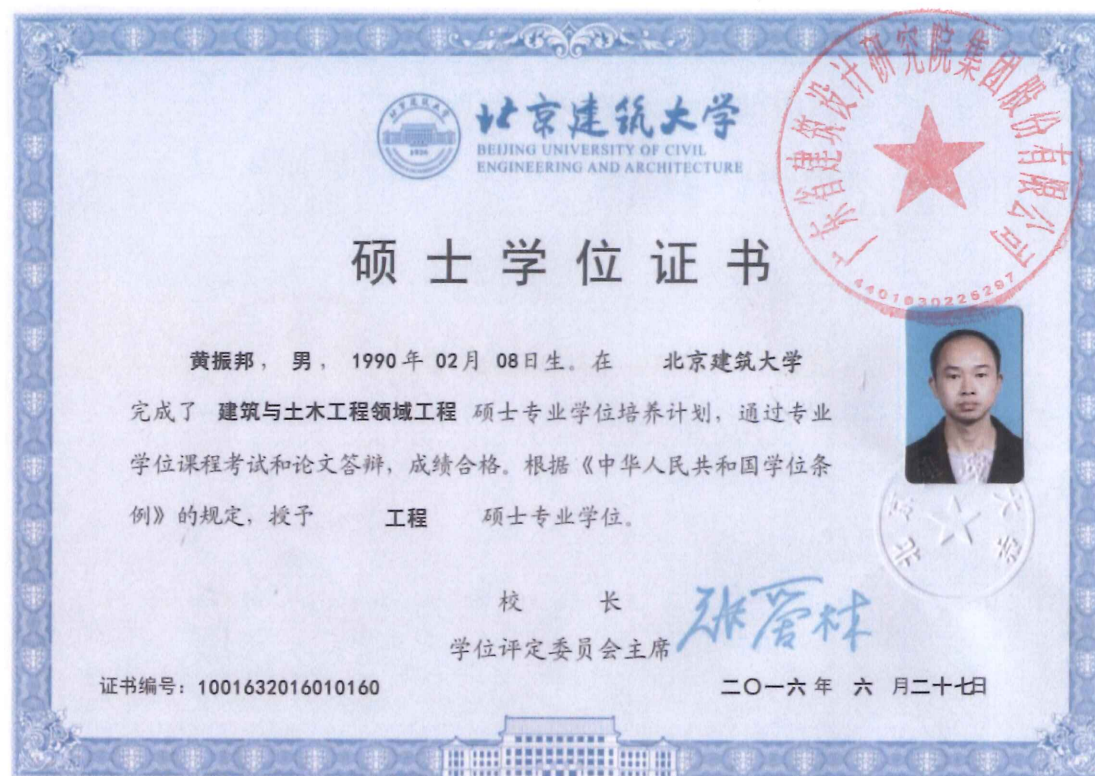 北京建筑大学
BEIJING UNIVERSITY OF CIVIL
ENGINEERING AND ARCHITECTURE
1936
广东省建筑设计研究院集团股份有限公司
硕士学位证书
黄振邦，男，1990年02月08日生。在 北京建筑大学
完成了 建筑与土木工程领域工程 硕士专业学位培养计划，通过专业
学位课程考试和论文答辩，成绩合格。根据《中华人民共和国学位条
例》的规定，授予 工程 硕士专业学位。
校 长
学位评定委员会主席
证书编号：1001632016010160
二〇一六年 六 月二十七日